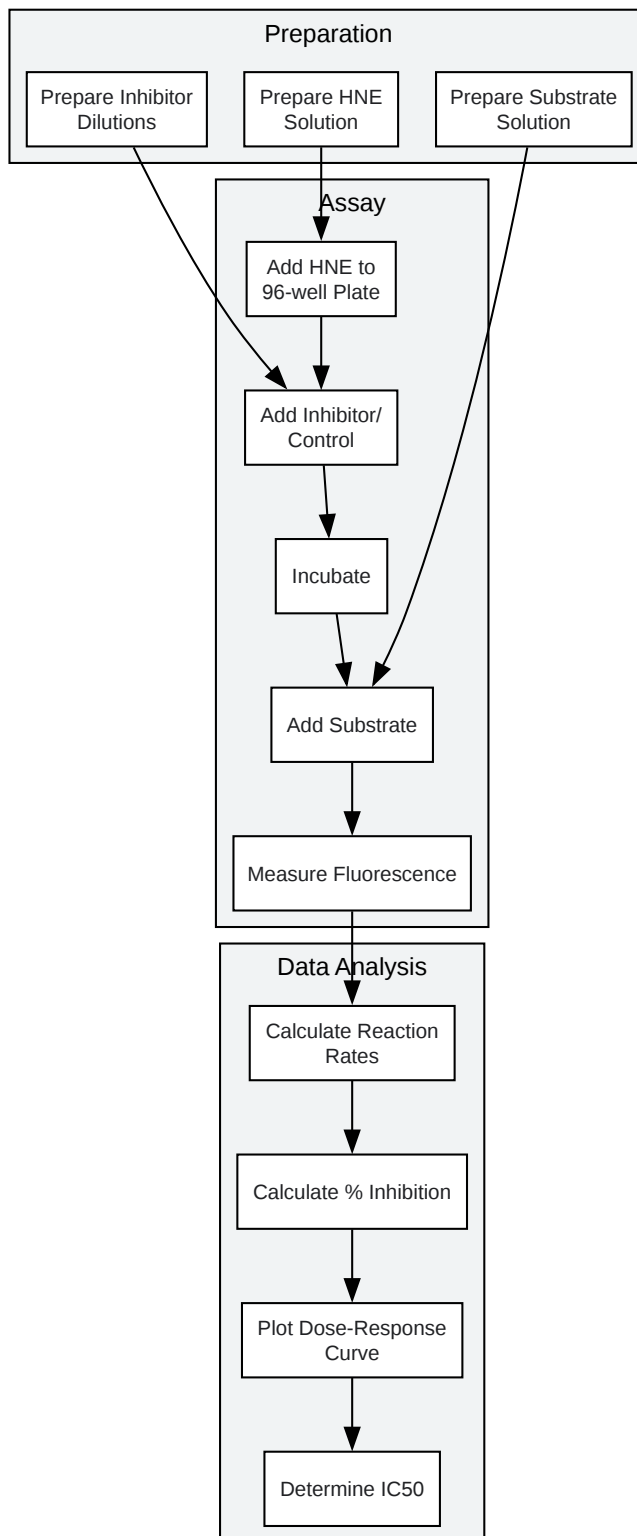 Preparation
Prepare Inhibitor
Dilutions
Prepare HNE
Solution
Prepare Substrate
Solution
Assay
Add HNE to
96-well Plate
Add Inhibitor/
Control
Incubate
Add Substrate
Measure Fluorescence
Data Analysis
Calculate Reaction
Rates
Calculate % Inhibition
Plot Dose-Response
Curve
Determine IC50